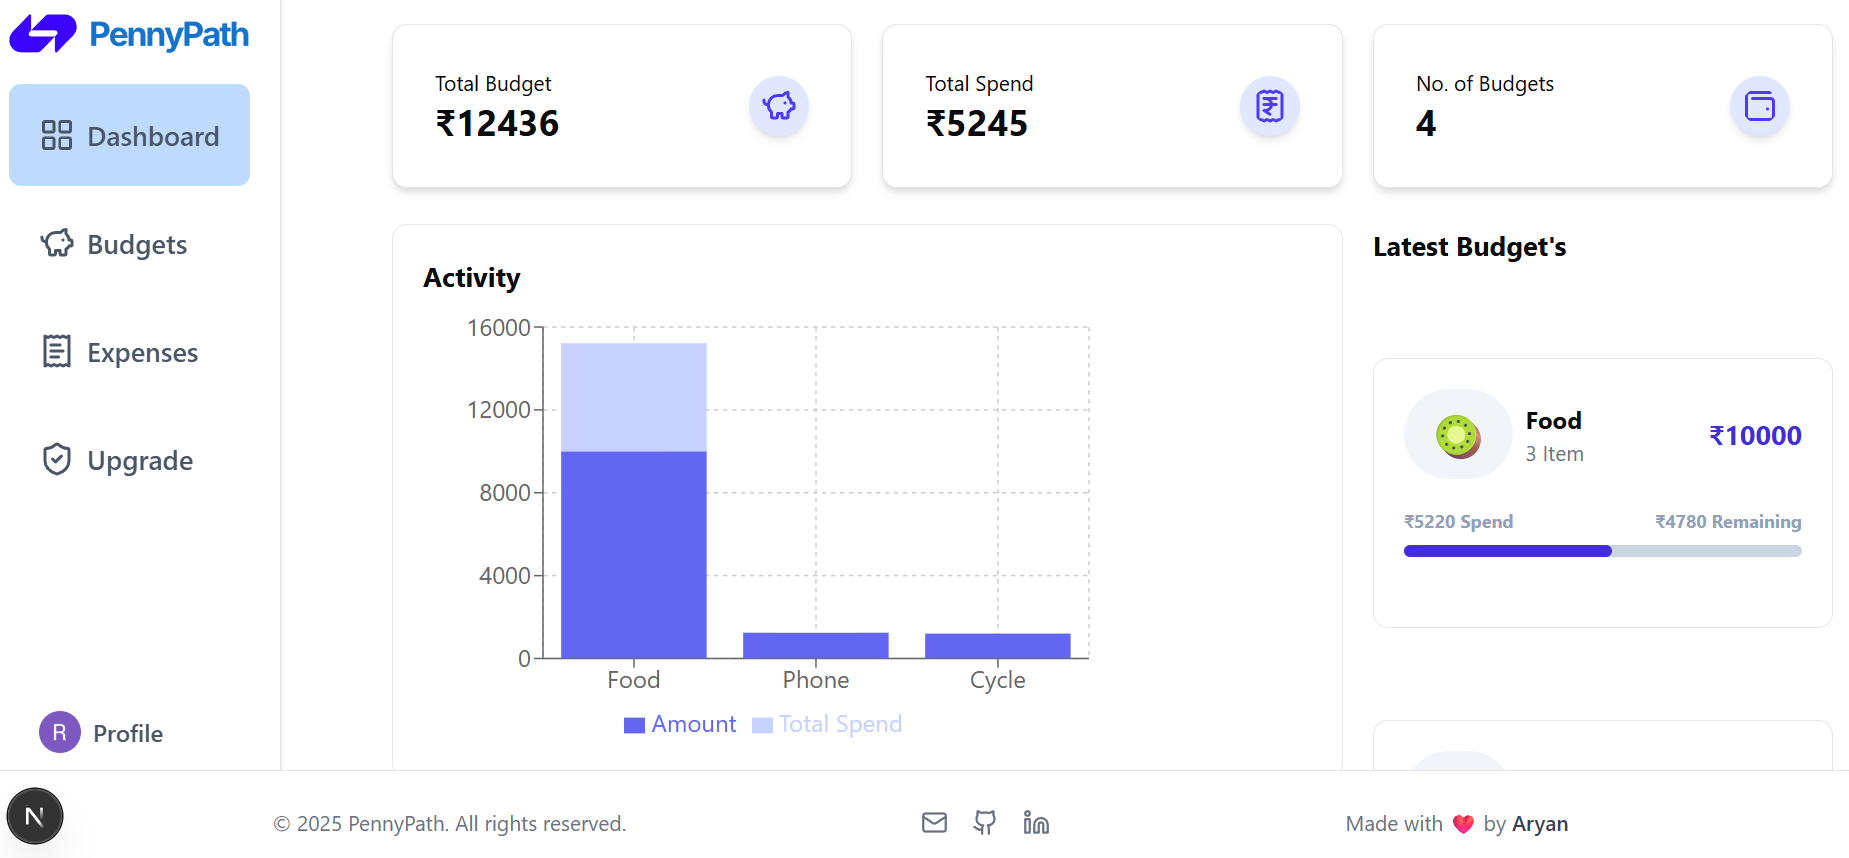 PennyPath
Dashboard
Budgets
Expenses
Upgrade
R Profile
N
Total Budget
₹12436
Total Spend
₹5245
No. of Budgets
4
Activity
16000
12000
8000
4000
0
Food Phone Cycle
Amount Total Spend
Latest Budget's
Food
3 Item
₹10000
₹5220 Spend ₹4780 Remaining
© 2025 PennyPath. All rights reserved.
Made with ❤️ by Aryan